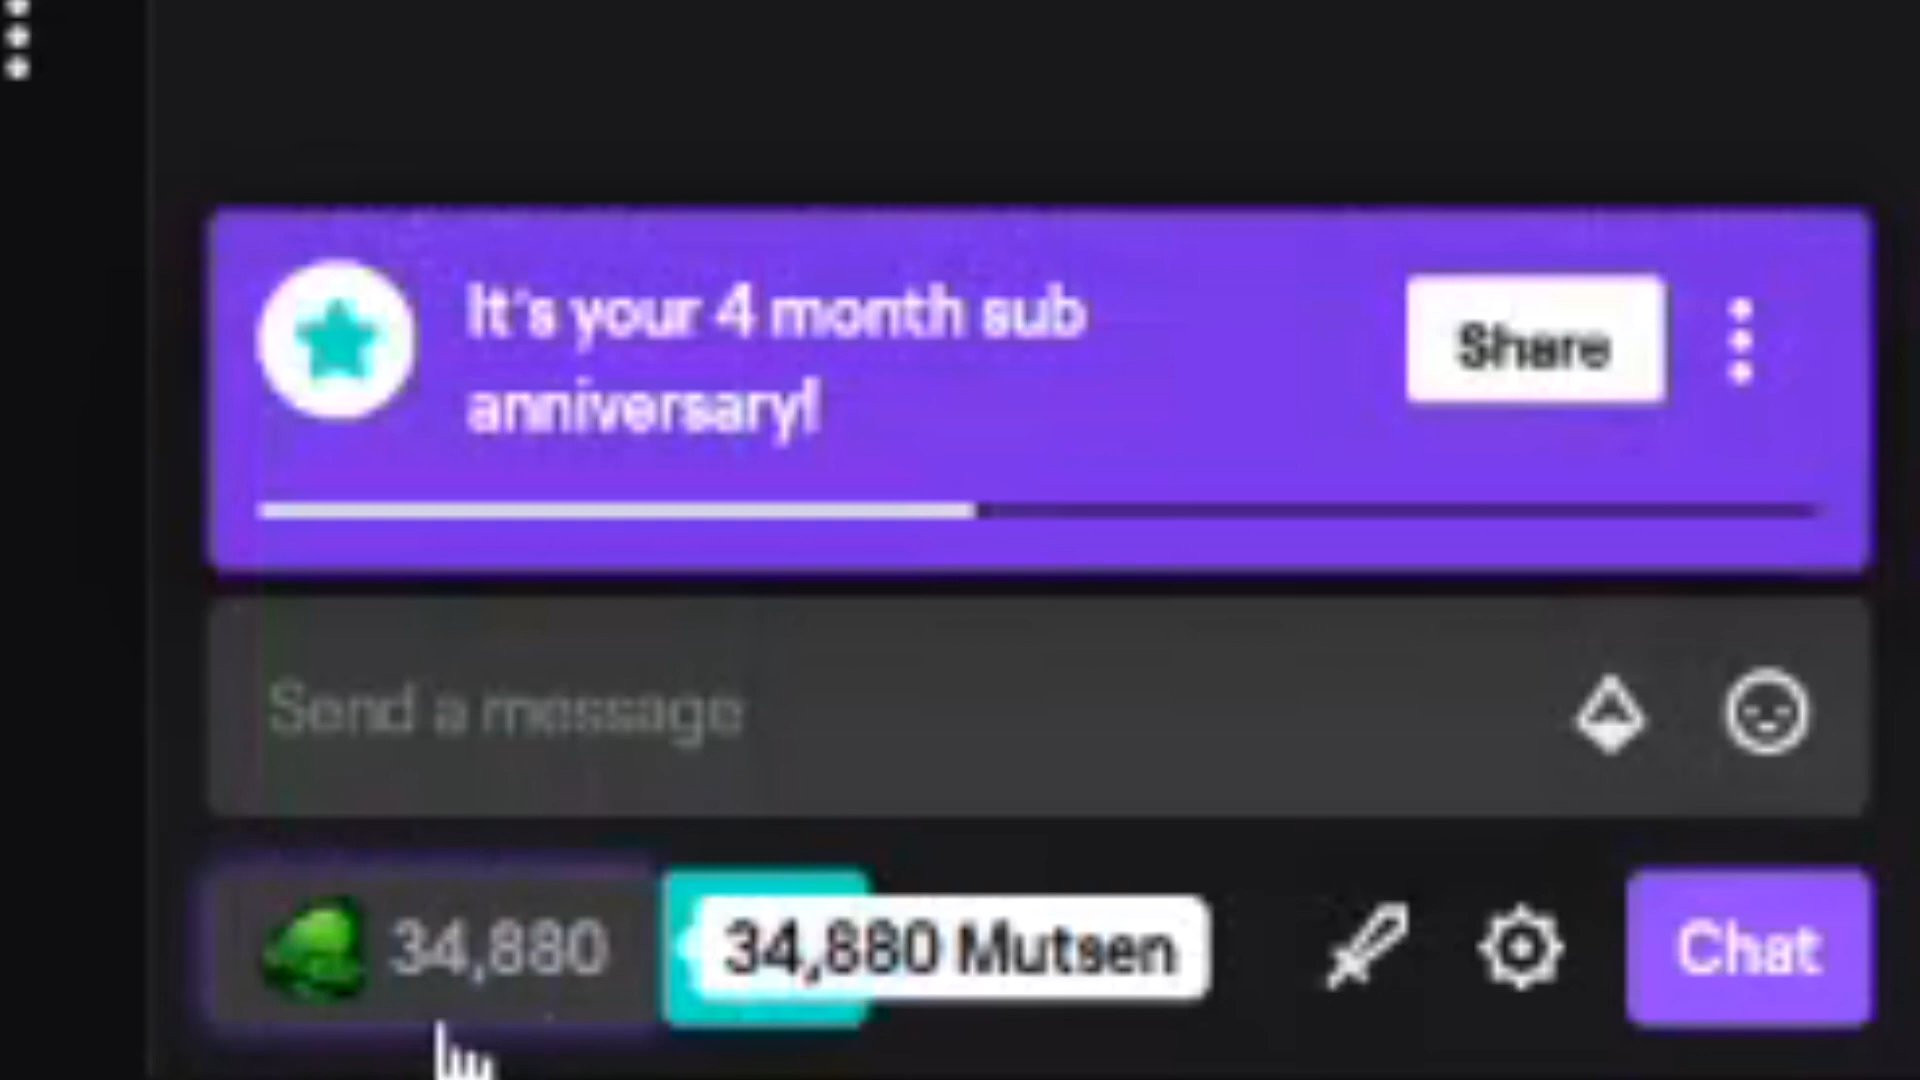 It's your 4 month sub
anniversary!
Share
Send a message
34,880
34,880 Mutsen
Chat